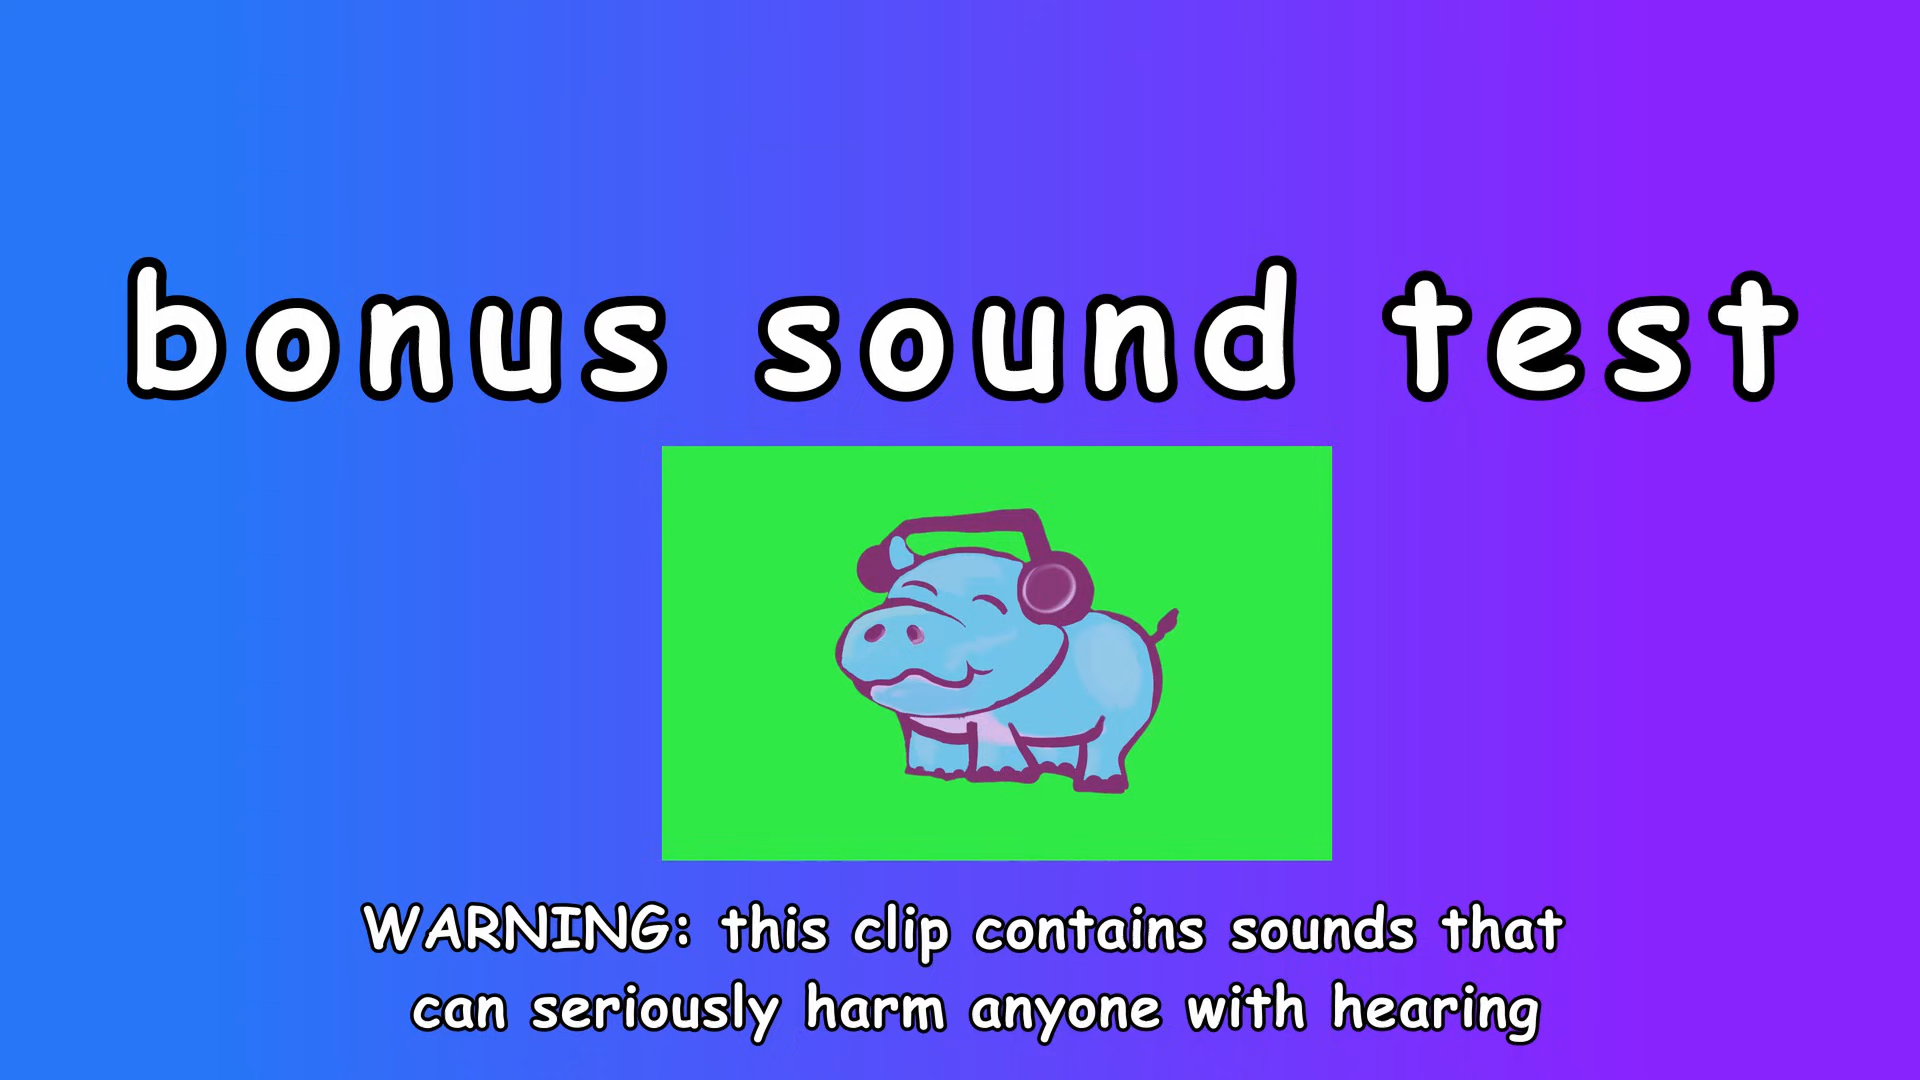 bonus sound test
WARNING: this clip contains sounds that
can seriously harm anyone with hearing